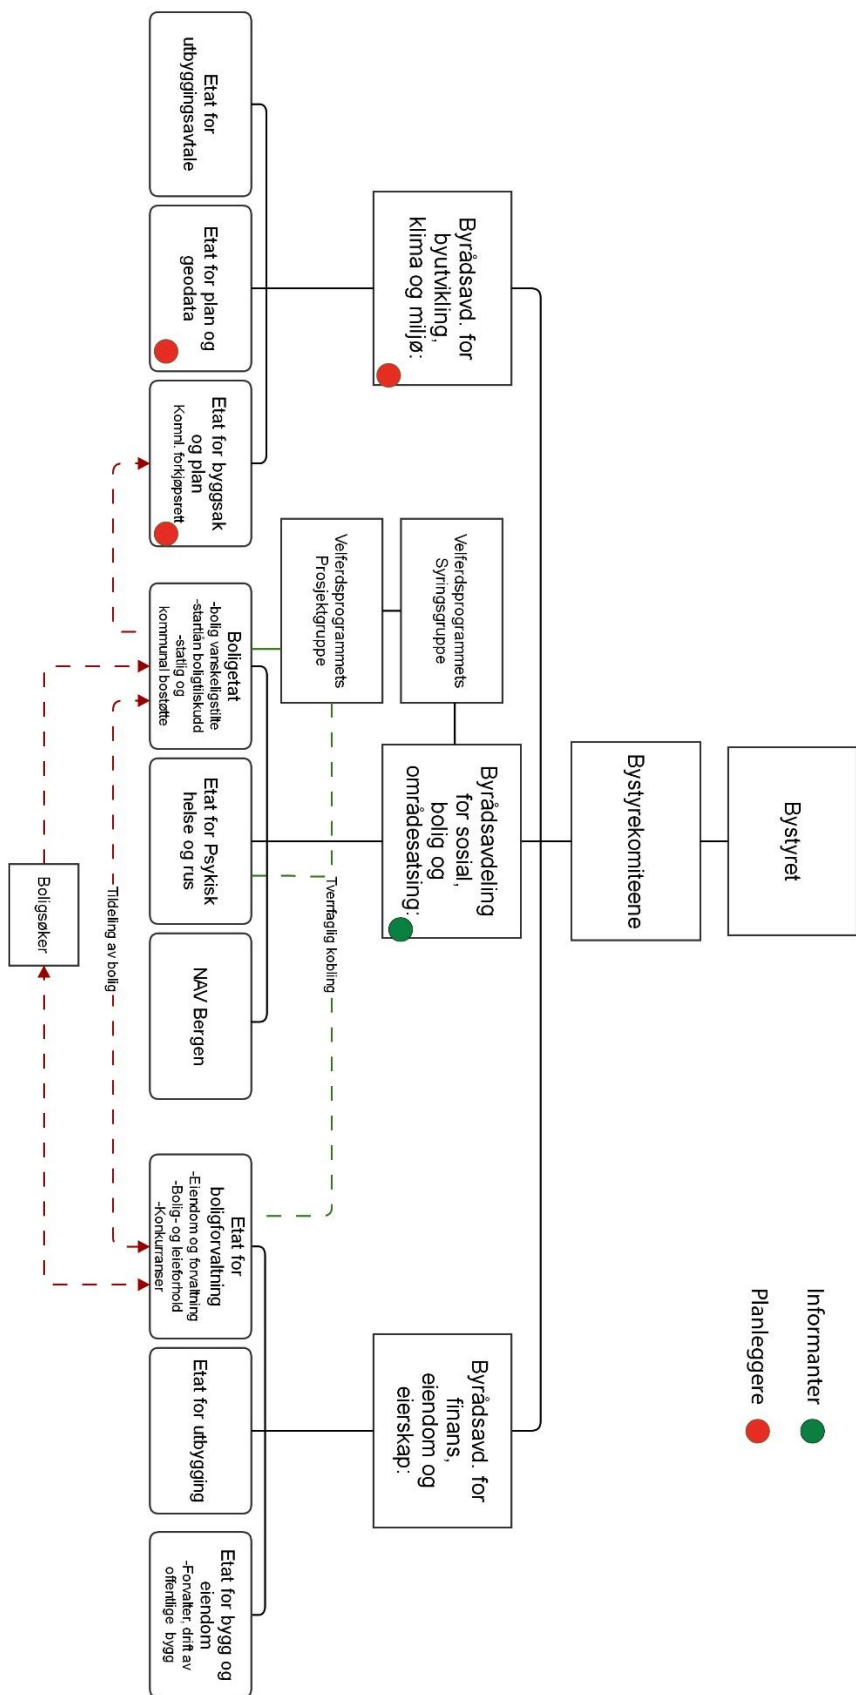 Bystyret
Informanter
Planleggere
Bystyrekomiteene
Byrådsavd. for
byutvikling,
klima og miljø:
Velferdsprogrammets
Syringsgruppe
Byrådsavdeling
for sosial,
bolig og
områdesatsing:
Byrådsavd. for
finans,
eiendom og
eierskap:
Velferdsprogrammets
Prosjektgruppe
Tverrfaglig kobling
Etat for
utbyggingsavtale
Etat for plan og
geodata
Etat for byggsak
og plan
Komnl. forkjøpsrett
Boligetat
-bolig vanskeligstilte
-startlån boligtilskudd
-statlig og
kommunal bostøtte
Etat for Psykisk
helse og rus
NAV Bergen
Etat for
boligforvaltning
-Eiendom og forvaltning
-Bolig- og leieforhold
-Konkurranser
Etat for utbygging
Etat for bygg og
eiendom
-Forvalter, drift av
offentlige bygg
Tildeling av bolig
Boligsøker